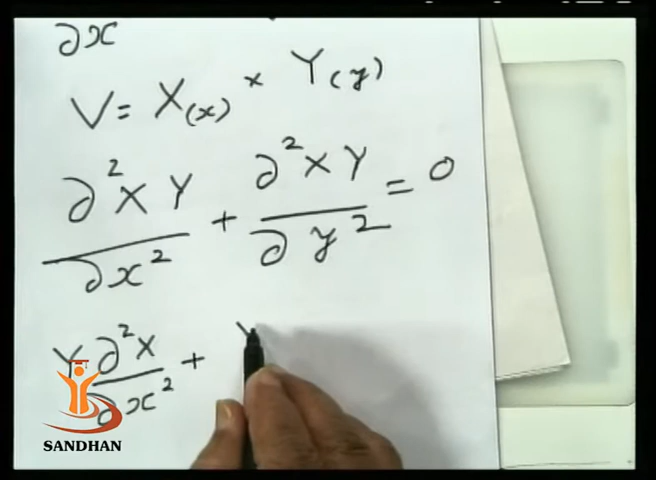 ∂x
V = X(x) × Y(y)
∂²XY/∂x² + ∂²XY/∂y² = 0
Y ∂²X/∂x² +
SANDHAN